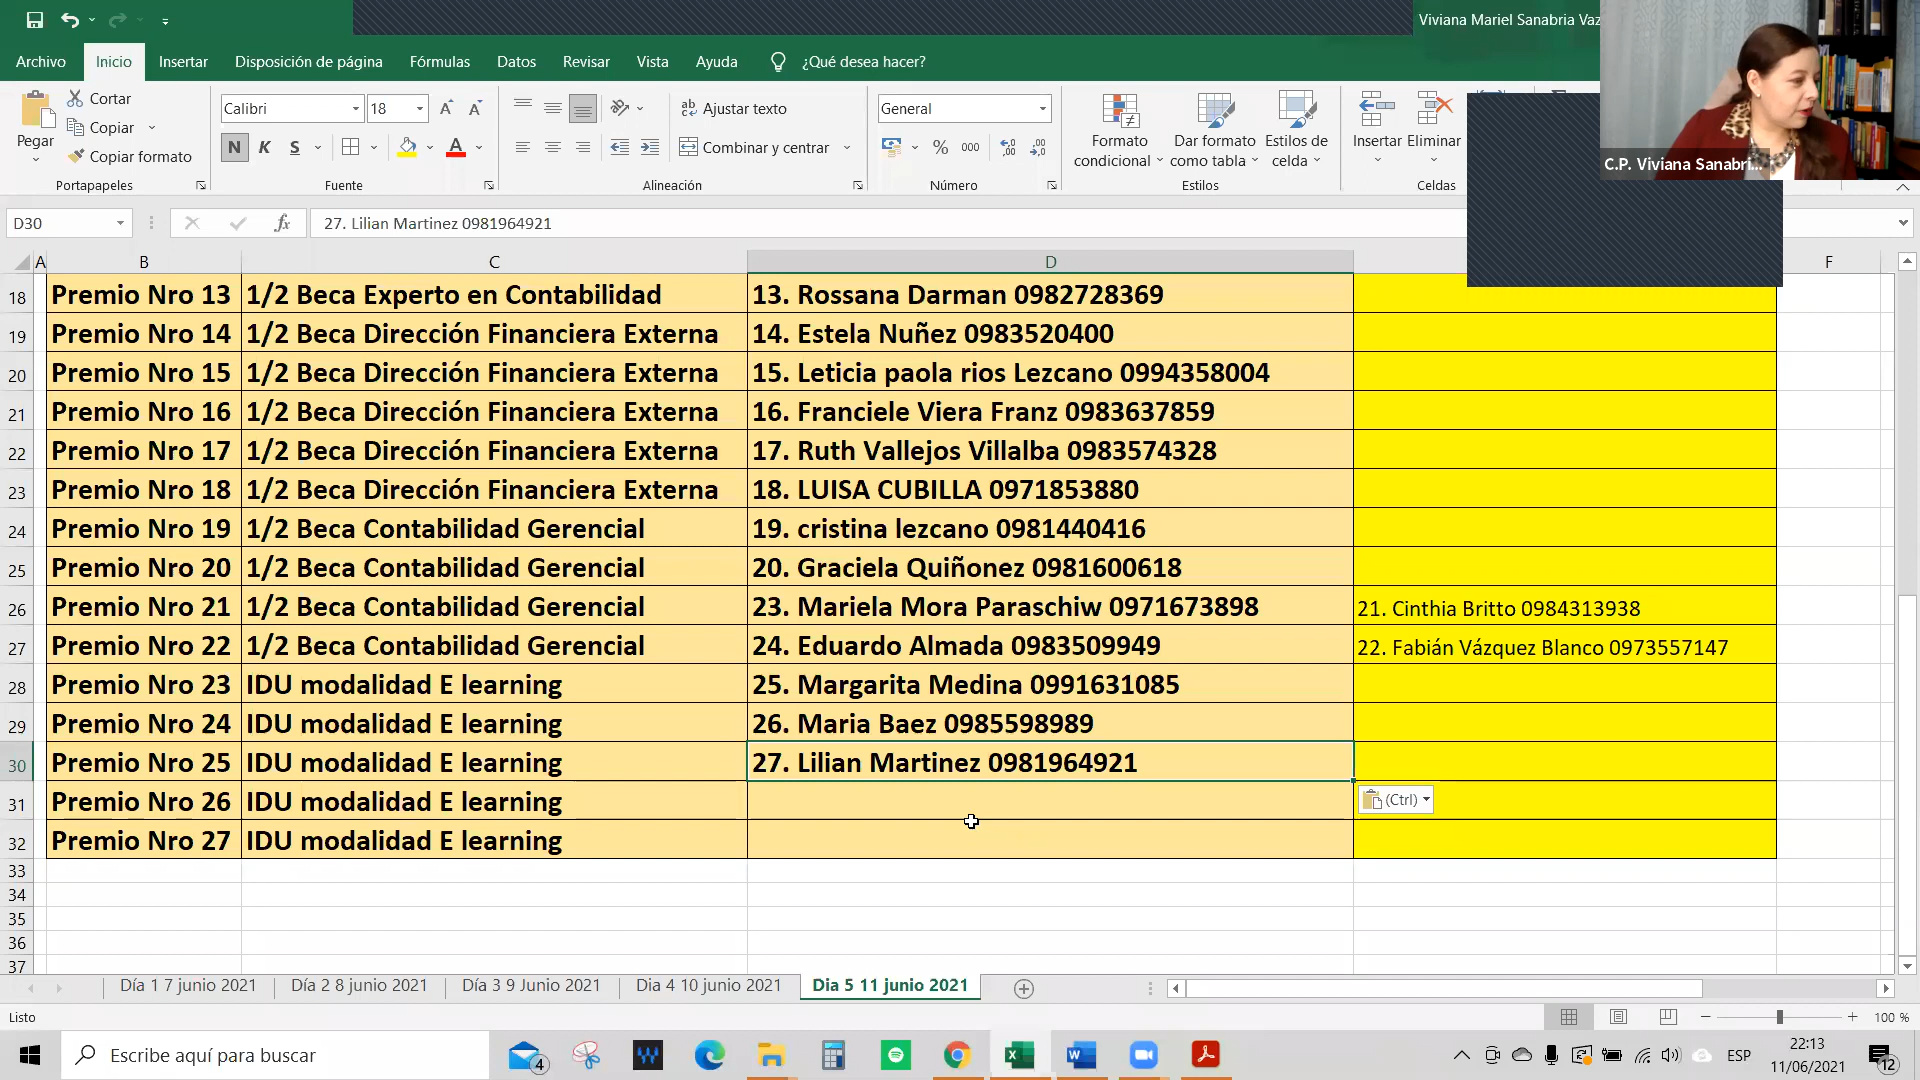 Viviana Mariel Sanabria Vaz
Archivo Inicio Insertar Disposición de página Fórmulas Datos Revisar Vista Ayuda ¿Qué desea hacer?
Pegar
Cortar
Copiar
Copiar formato
Portapapeles
Calibri 18
N K S
Fuente
Ajustar texto
Combinar y centrar
Alineación
General
% 000
Número
Formato condicional
Dar formato como tabla
Estilos de celda
Estilos
Insertar Eliminar
Celdas
C.P. Viviana Sanabri...
D30 fx 27. Lilian Martinez 0981964921
A B C D F
18 Premio Nro 13 1/2 Beca Experto en Contabilidad 13. Rossana Darman 0982728369
19 Premio Nro 14 1/2 Beca Dirección Financiera Externa 14. Estela Nuñez 0983520400
20 Premio Nro 15 1/2 Beca Dirección Financiera Externa 15. Leticia paola rios Lezcano 0994358004
21 Premio Nro 16 1/2 Beca Dirección Financiera Externa 16. Franciele Viera Franz 0983637859
22 Premio Nro 17 1/2 Beca Dirección Financiera Externa 17. Ruth Vallejos Villalba 0983574328
23 Premio Nro 18 1/2 Beca Dirección Financiera Externa 18. LUISA CUBILLA 0971853880
24 Premio Nro 19 1/2 Beca Contabilidad Gerencial 19. cristina lezcano 0981440416
25 Premio Nro 20 1/2 Beca Contabilidad Gerencial 20. Graciela Quiñonez 0981600618
26 Premio Nro 21 1/2 Beca Contabilidad Gerencial 23. Mariela Mora Paraschiw 0971673898 21. Cinthia Britto 0984313938
27 Premio Nro 22 1/2 Beca Contabilidad Gerencial 24. Eduardo Almada 0983509949 22. Fabián Vázquez Blanco 0973557147
28 Premio Nro 23 IDU modalidad E learning 25. Margarita Medina 0991631085
29 Premio Nro 24 IDU modalidad E learning 26. Maria Baez 0985598989
30 Premio Nro 25 IDU modalidad E learning 27. Lilian Martinez 0981964921
31 Premio Nro 26 IDU modalidad E learning (Ctrl)
32 Premio Nro 27 IDU modalidad E learning
33
34
35
36
37
Día 1 7 junio 2021 Día 2 8 junio 2021 Día 3 9 Junio 2021 Dia 4 10 junio 2021 Dia 5 11 junio 2021
Listo 100 %
Escribe aquí para buscar 4 ESP 22:13
11/06/2021 12